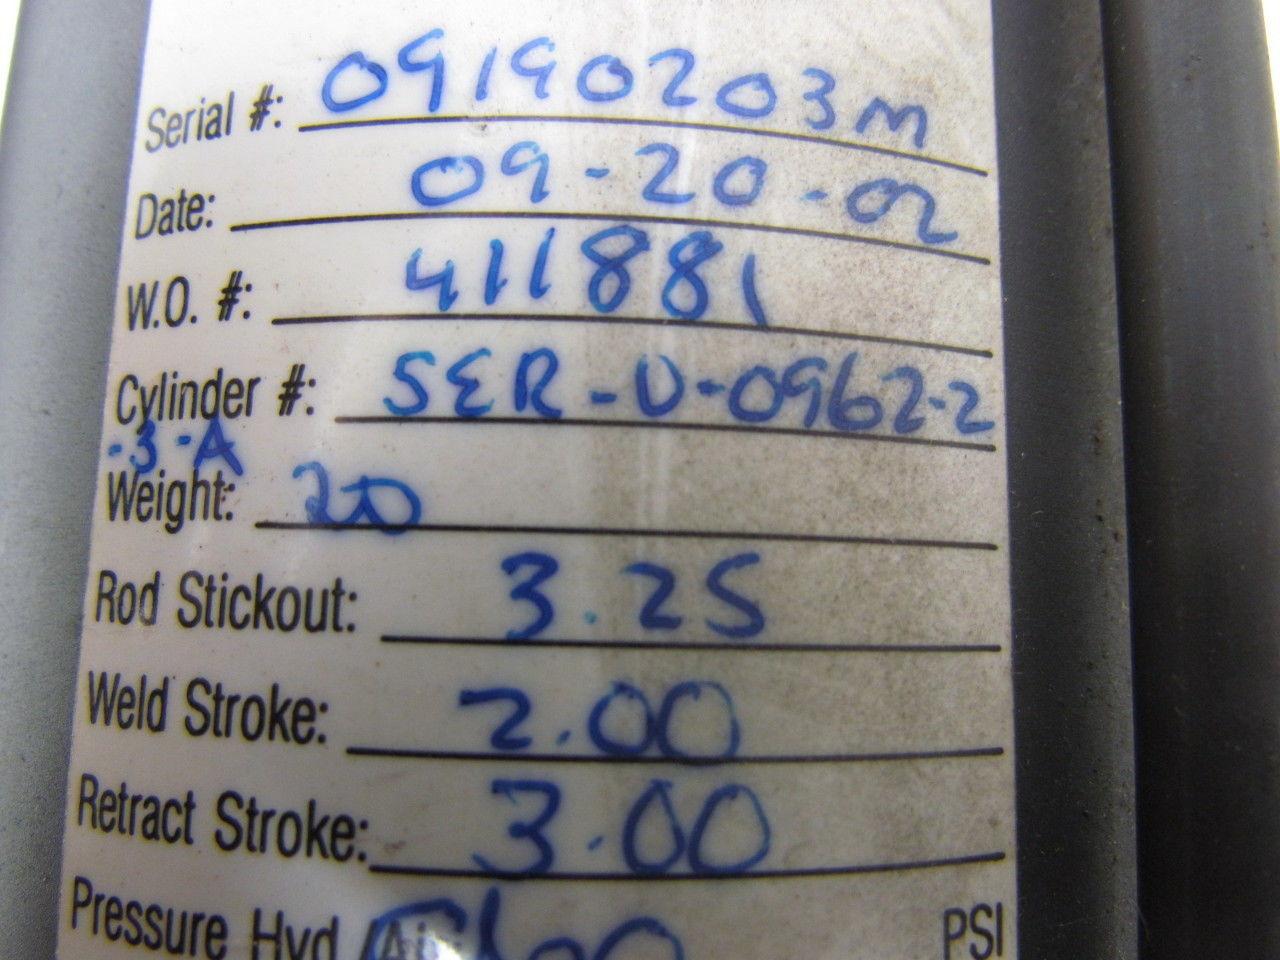 Serial #: 09190203M
Date: 09-20-02
W.O. #: 411881
Cylinder #: SER-U-0962-2
-3-A
Weight: 20
Rod Stickout: 3.25
Weld Stroke: 2.00
Retract Stroke: 3.00
Pressure Hyd /Air: PSI